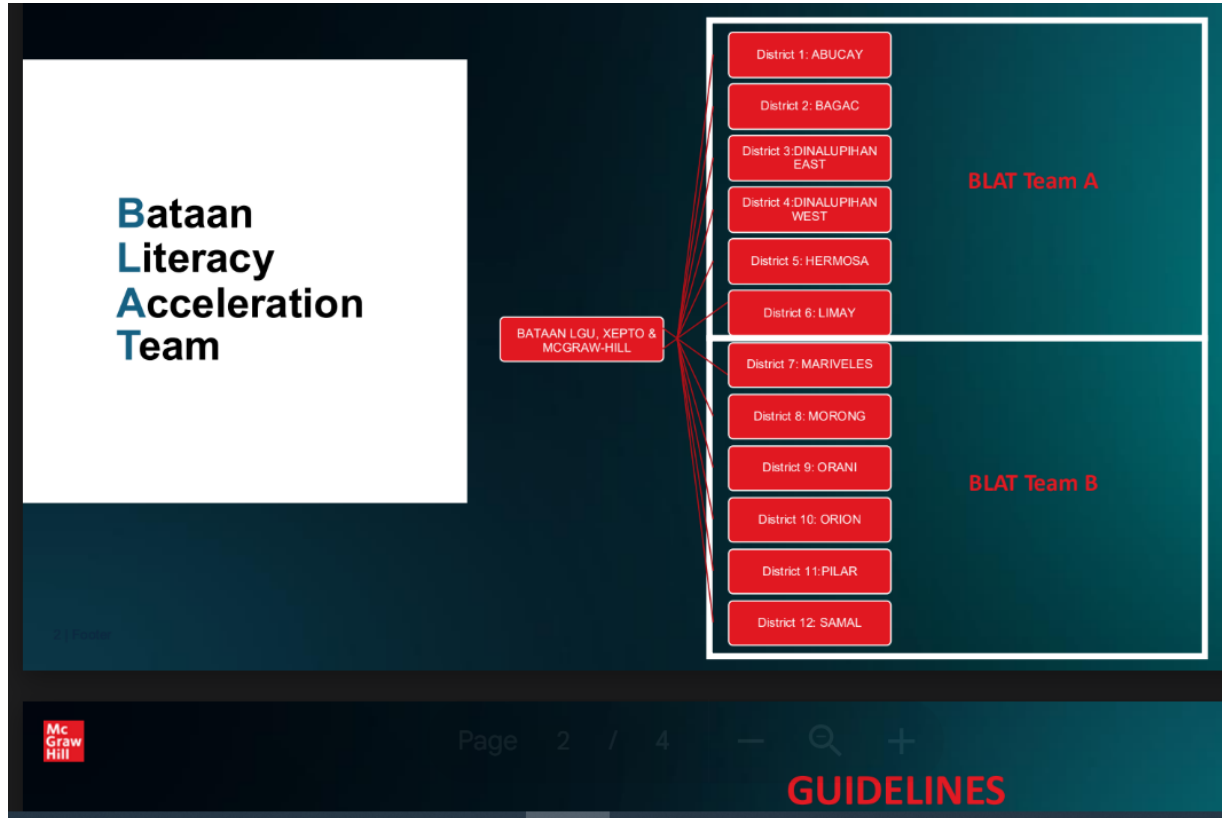 Bataan
Literacy
Acceleration
Team
BATAAN LGU, XEPTO &
MCGRAW-HILL
District 1: ABUCAY
District 2: BAGAC
District 3:DINALUPIHAN
EAST
District 4:DINALUPIHAN
WEST
District 5: HERMOSA
District 6: LIMAY
BLAT Team A
District 7: MARIVELES
District 8: MORONG
District 9: ORANI
District 10: ORION
District 11:PILAR
District 12: SAMAL
BLAT Team B
2 | Footer
Mc
Graw
Hill
Page 2 / 4
GUIDELINES